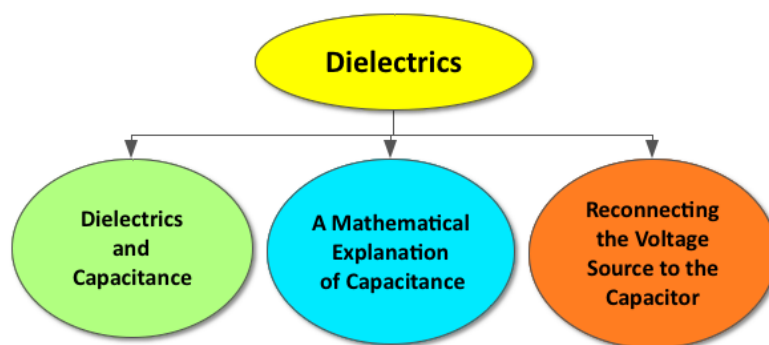 Dielectrics
Dielectrics
and
Capacitance
A Mathematical
Explanation
of Capacitance
Reconnecting
the Voltage
Source to the
Capacitor